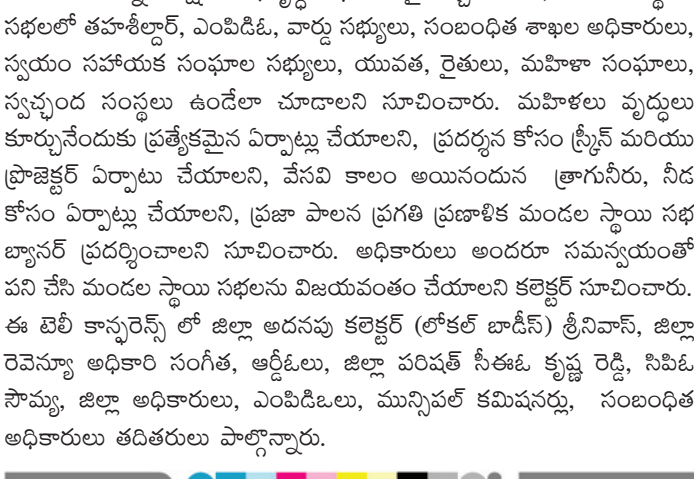 సభలలో తహశీల్దార్, ఎంపిడిఓ, వార్డు సభ్యులు, సంబంధిత శాఖల అధికారులు,
స్వయం సహాయక సంఘాల సభ్యులు, యువత, రైతులు, మహిళా సంఘాలు,
స్వచ్ఛంద సంస్థలు ఉండేలా చూడాలని సూచించారు. మహిళలు వృద్ధులు
కూర్చునేందుకు ప్రత్యేకమైన ఏర్పాట్లు చేయాలని, ప్రదర్శన కోసం స్క్రీన్ మరియు
ప్రొజెక్టర్ ఏర్పాటు చేయాలని, వేసవి కాలం అయినందున త్రాగునీరు, నీడ
కోసం ఏర్పాట్లు చేయాలని, ప్రజా పాలన ప్రగతి ప్రణాళిక మండల స్థాయి సభ
బ్యానర్ ప్రదర్శించాలని సూచించారు. అధికారులు అందరూ సమన్వయంతో
పని చేసి మండల స్థాయి సభలను విజయవంతం చేయాలని కలెక్టర్ సూచించారు.
ఈ టెలీ కాన్ఫరెన్స్ లో జిల్లా అదనపు కలెక్టర్ (లోకల్ బాడీస్) శ్రీనివాస్, జిల్లా
రెవెన్యూ అధికారి సంగీత, ఆర్డీఓలు, జిల్లా పరిషత్ సీఈఓ కృష్ణ రెడ్డి, సిపిఓ
సౌమ్య, జిల్లా అధికారులు, ఎంపిడిఒలు, మున్సిపల్ కమిషనర్లు, సంబంధిత
అధికారులు తదితరులు పాల్గొన్నారు.